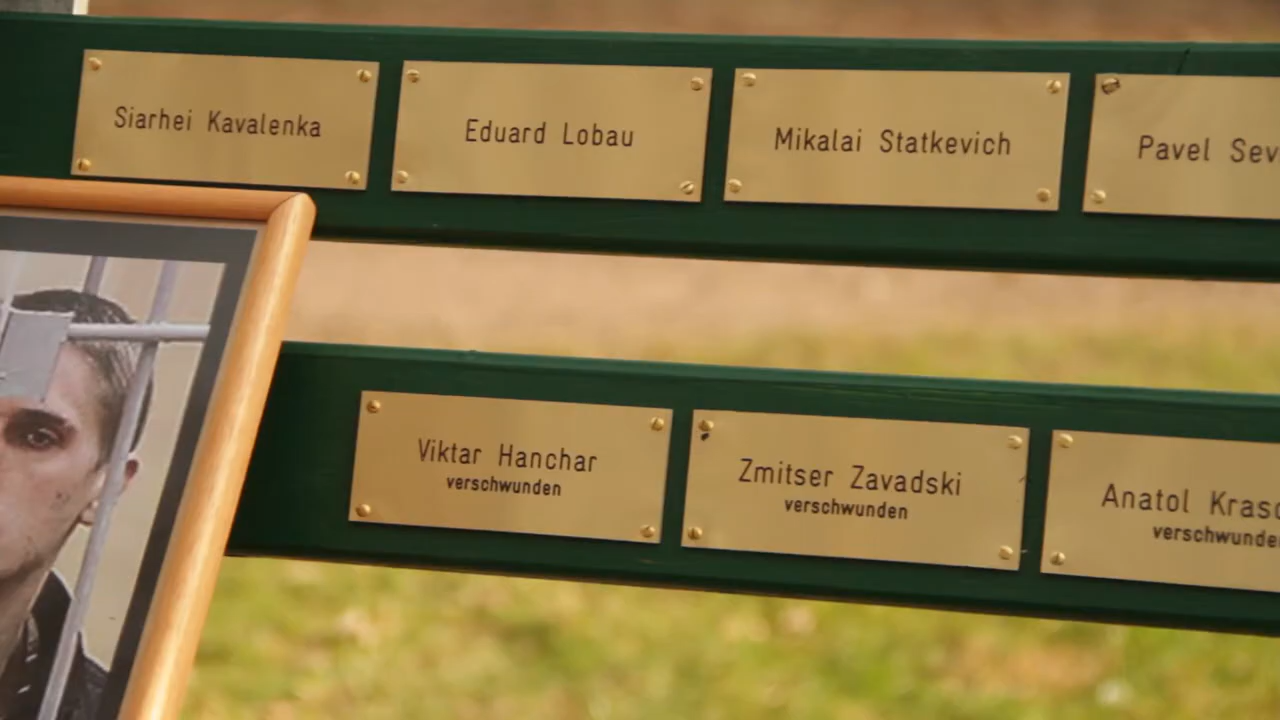 Siarhei Kavalenka
Eduard Lobau
Mikalai Statkevich
Pavel
Viktar Hanchar
verschwunden
Zmitser Zavadski
verschwunden
Anatol